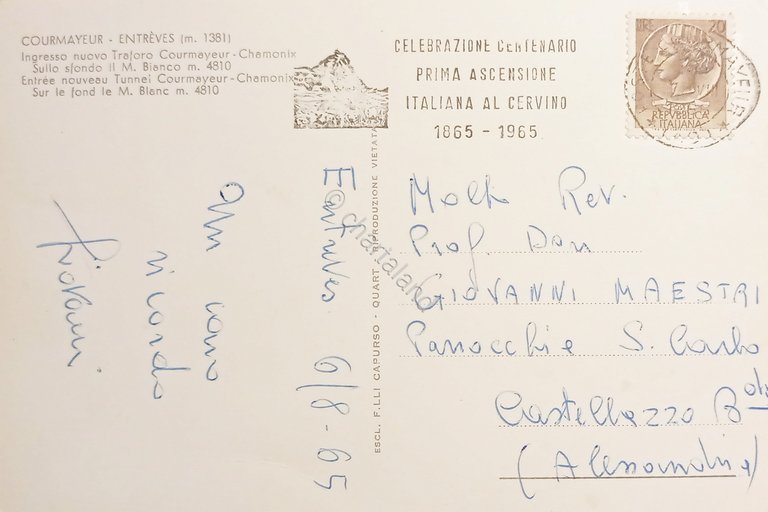 COURMAYEUR - ENTRÈVES (m. 1381)
Ingresso nuovo Traforo Courmayeur-Chamonix
Sullo sfondo il M. Bianco m. 4810
Entrée nouveau Tunnel Courmayeur-Chamonix
Sur le fond le M. Blanc m. 4810
CELEBRAZIONE CENTENARIO
PRIMA ASCENSIONE
ITALIANA AL CERVINO
1865 - 1965
POSTE
REPVBBLICA
ITALIANA
Entrèves 6/8-65
Un caro
ricordo
Giovanni
ESCL. F.LLI CAPURSO - QUART - RIPRODUZIONE VIETATA
© chartaland
Molto Rev.
Prof. Don
GIOVANNI MAESTRI
Parrocchia S. Carlo
Castellazzo B.da
(Alessandria)